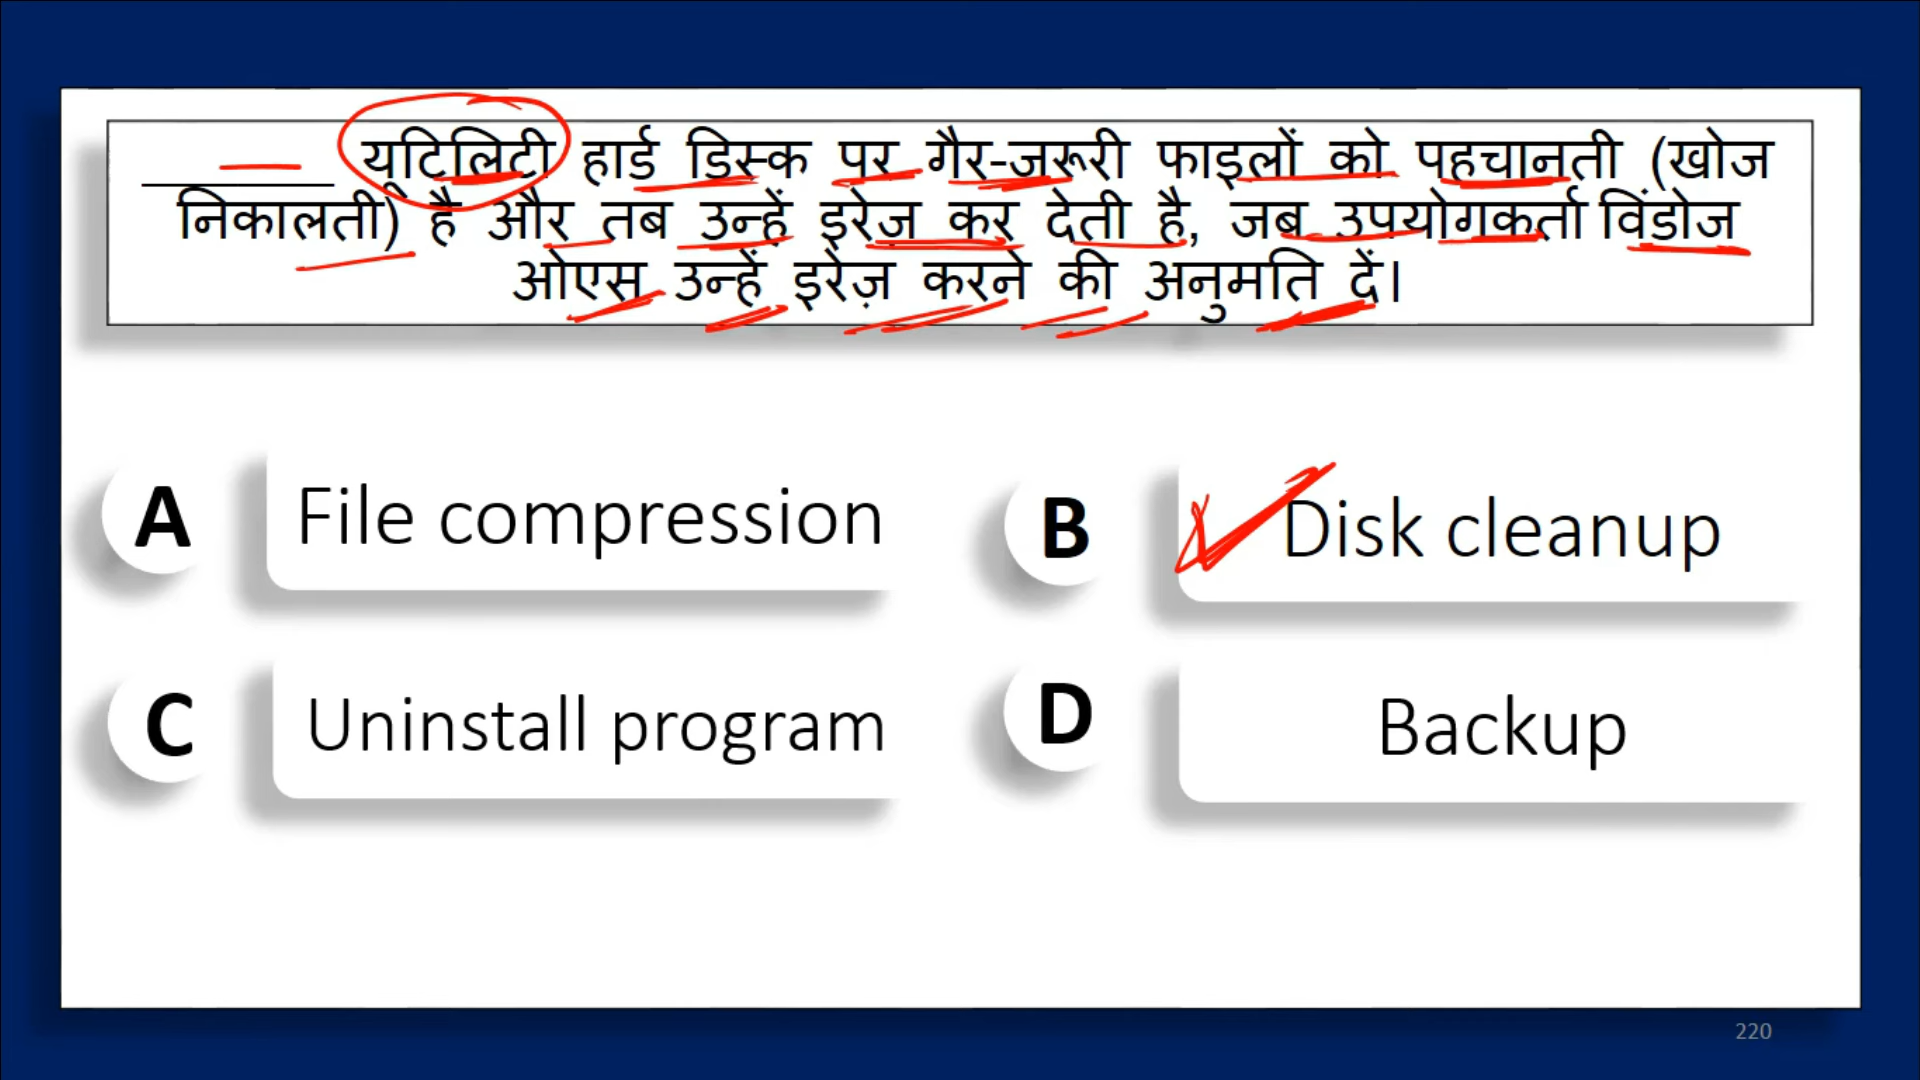 ________ यूटिलिटी हार्ड डिस्क पर गैर-जरूरी फाइलों को पहचानती (खोज
निकालती) है और तब उन्हें इरेज़ कर देती है, जब उपयोगकर्ता विंडोज
ओएस उन्हें इरेज़ करने की अनुमति दें।
A File compression
B Disk cleanup
C Uninstall program
D Backup
220